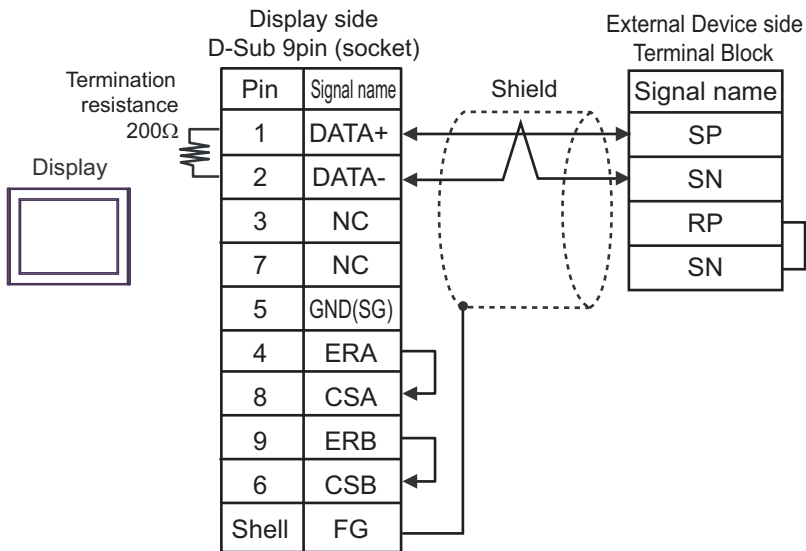 Display side
D-Sub 9pin (socket)
External Device side
Terminal Block
Termination
resistance
200Ω
Display
Shield
Pin Signal name
1 DATA+
2 DATA-
3 NC
7 NC
5 GND(SG)
4 ERA
8 CSA
9 ERB
6 CSB
Shell FG
Signal name
SP
SN
RP
SN